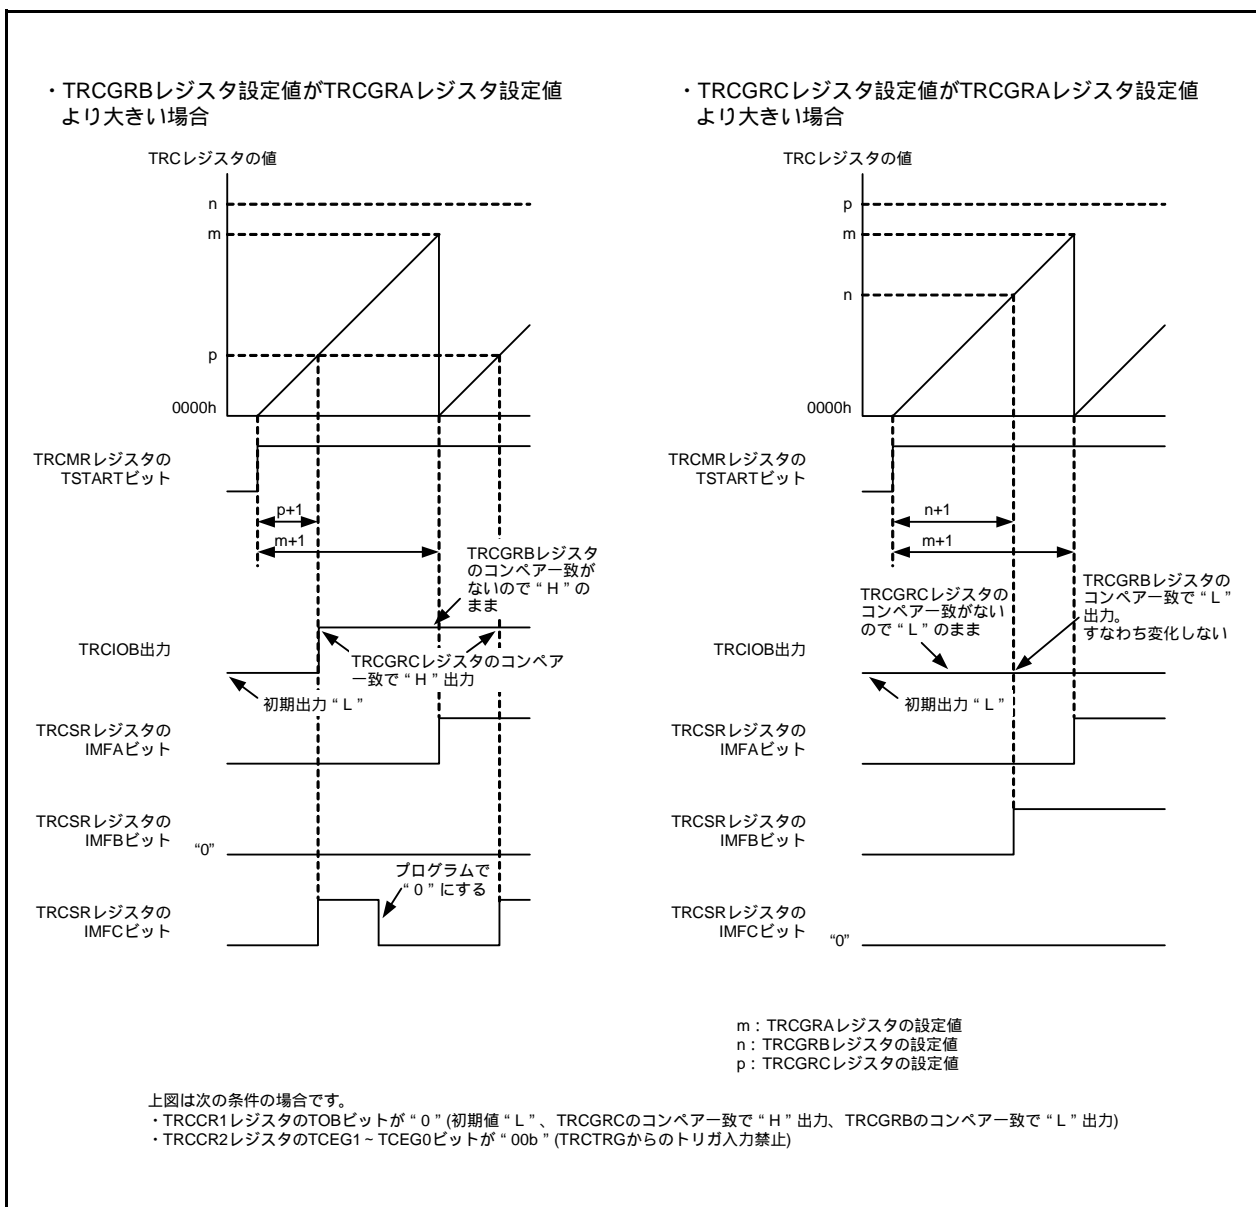 ・TRCGRBレジスタ設定値がTRCGRAレジスタ設定値
より大きい場合
TRCレジスタの値
n
m
p
0000h
TRCMRレジスタの
TSTARTビット
p+1
m+1
TRCGRBレジスタ
のコンペア一致が
ないので“H”の
まま
TRCIOB出力
TRCGRCレジスタのコンペア
一致で“H”出力
初期出力“L”
TRCSRレジスタの
IMFAビット
TRCSRレジスタの
IMFBビット
“0”
プログラムで
“0”にする
TRCSRレジスタの
IMFCビット
・TRCGRCレジスタ設定値がTRCGRAレジスタ設定値
より大きい場合
TRCレジスタの値
p
m
n
0000h
TRCMRレジスタの
TSTARTビット
n+1
m+1
TRCGRCレジスタの
コンペア一致がない
ので“L”のまま
TRCGRBレジスタの
コンペア一致で“L”
出力。
すなわち変化しない
TRCIOB出力
初期出力“L”
TRCSRレジスタの
IMFAビット
TRCSRレジスタの
IMFBビット
TRCSRレジスタの
IMFCビット
“0”
m：TRCGRAレジスタの設定値
n：TRCGRBレジスタの設定値
p：TRCGRCレジスタの設定値
上図は次の条件の場合です。
・TRCCR1レジスタのTOBビットが“0”(初期値“L”、TRCGRCのコンペア一致で“H”出力、TRCGRBのコンペア一致で“L”出力)
・TRCCR2レジスタのTCEG1～TCEG0ビットが“00b”(TRCTRGからのトリガ入力禁止)